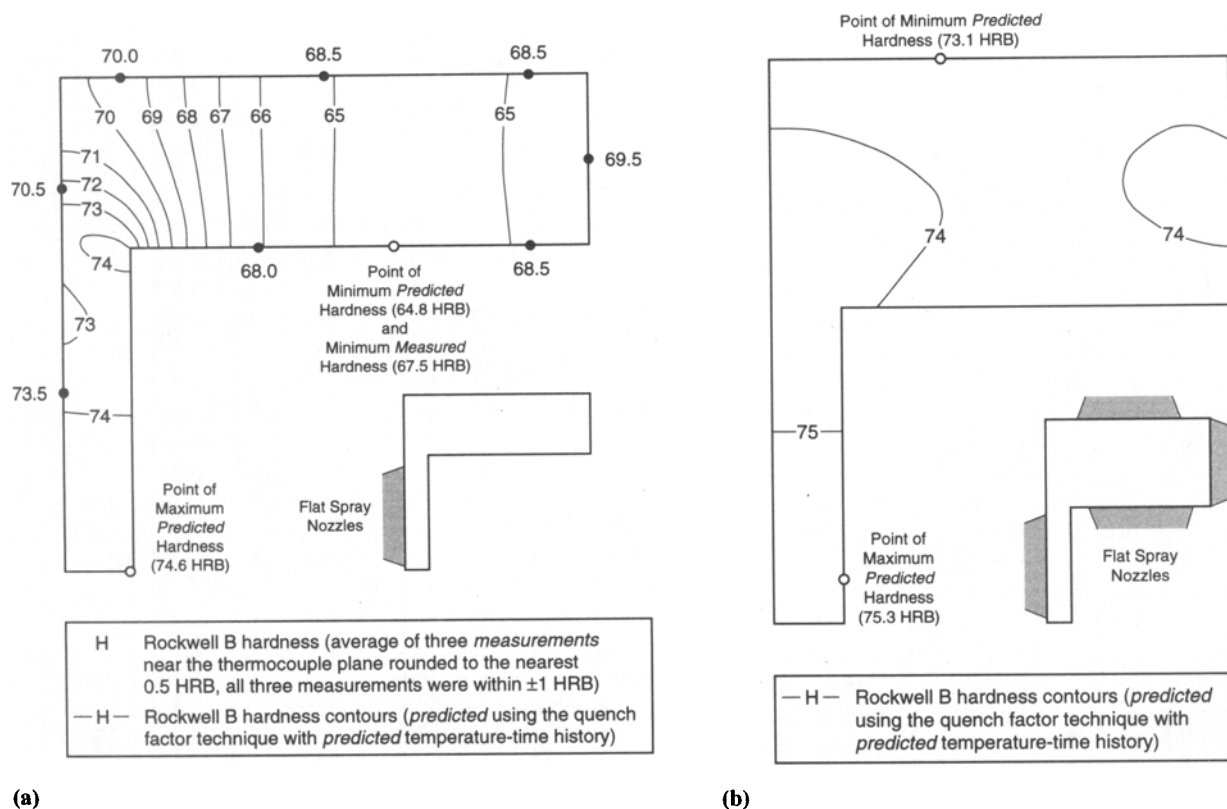 70.0
68.5
68.5
70
69
68
67
66
65
65
71
72
73
70.5
69.5
74
68.0
68.5
Point of
Minimum Predicted
Hardness (64.8 HRB)
and
Minimum Measured
Hardness (67.5 HRB)
73
73.5
74
Point of
Maximum
Predicted
Hardness
(74.6 HRB)
Flat Spray
Nozzles
H Rockwell B hardness (average of three measurements
near the thermocouple plane rounded to the nearest
0.5 HRB, all three measurements were within ±1 HRB)
—H— Rockwell B hardness contours (predicted using the quench
factor technique with predicted temperature-time history)
(a)
Point of Minimum Predicted
Hardness (73.1 HRB)
74
74
75
Point of
Maximum
Predicted
Hardness
(75.3 HRB)
Flat Spray
Nozzles
—H— Rockwell B hardness contours (predicted
using the quench factor technique with
predicted temperature-time history)
(b)